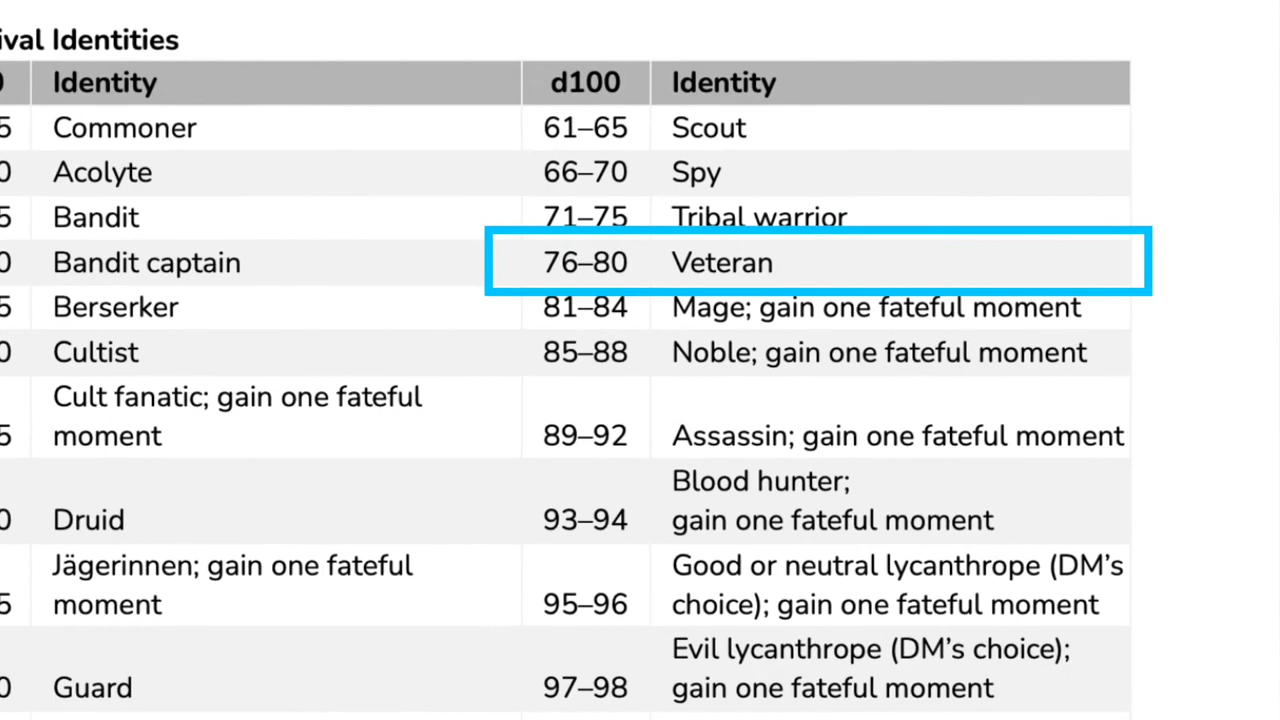 ival Identities
Identity d100 Identity
5 Commoner 61–65 Scout
0 Acolyte 66–70 Spy
5 Bandit 71–75 Tribal warrior
0 Bandit captain 76–80 Veteran
5 Berserker 81–84 Mage; gain one fateful moment
0 Cultist 85–88 Noble; gain one fateful moment
Cult fanatic; gain one fateful
5 moment 89–92 Assassin; gain one fateful moment
Blood hunter;
0 Druid 93–94 gain one fateful moment
Jägerinnen; gain one fateful Good or neutral lycanthrope (DM’s
5 moment 95–96 choice); gain one fateful moment
Evil lycanthrope (DM’s choice);
0 Guard 97–98 gain one fateful moment